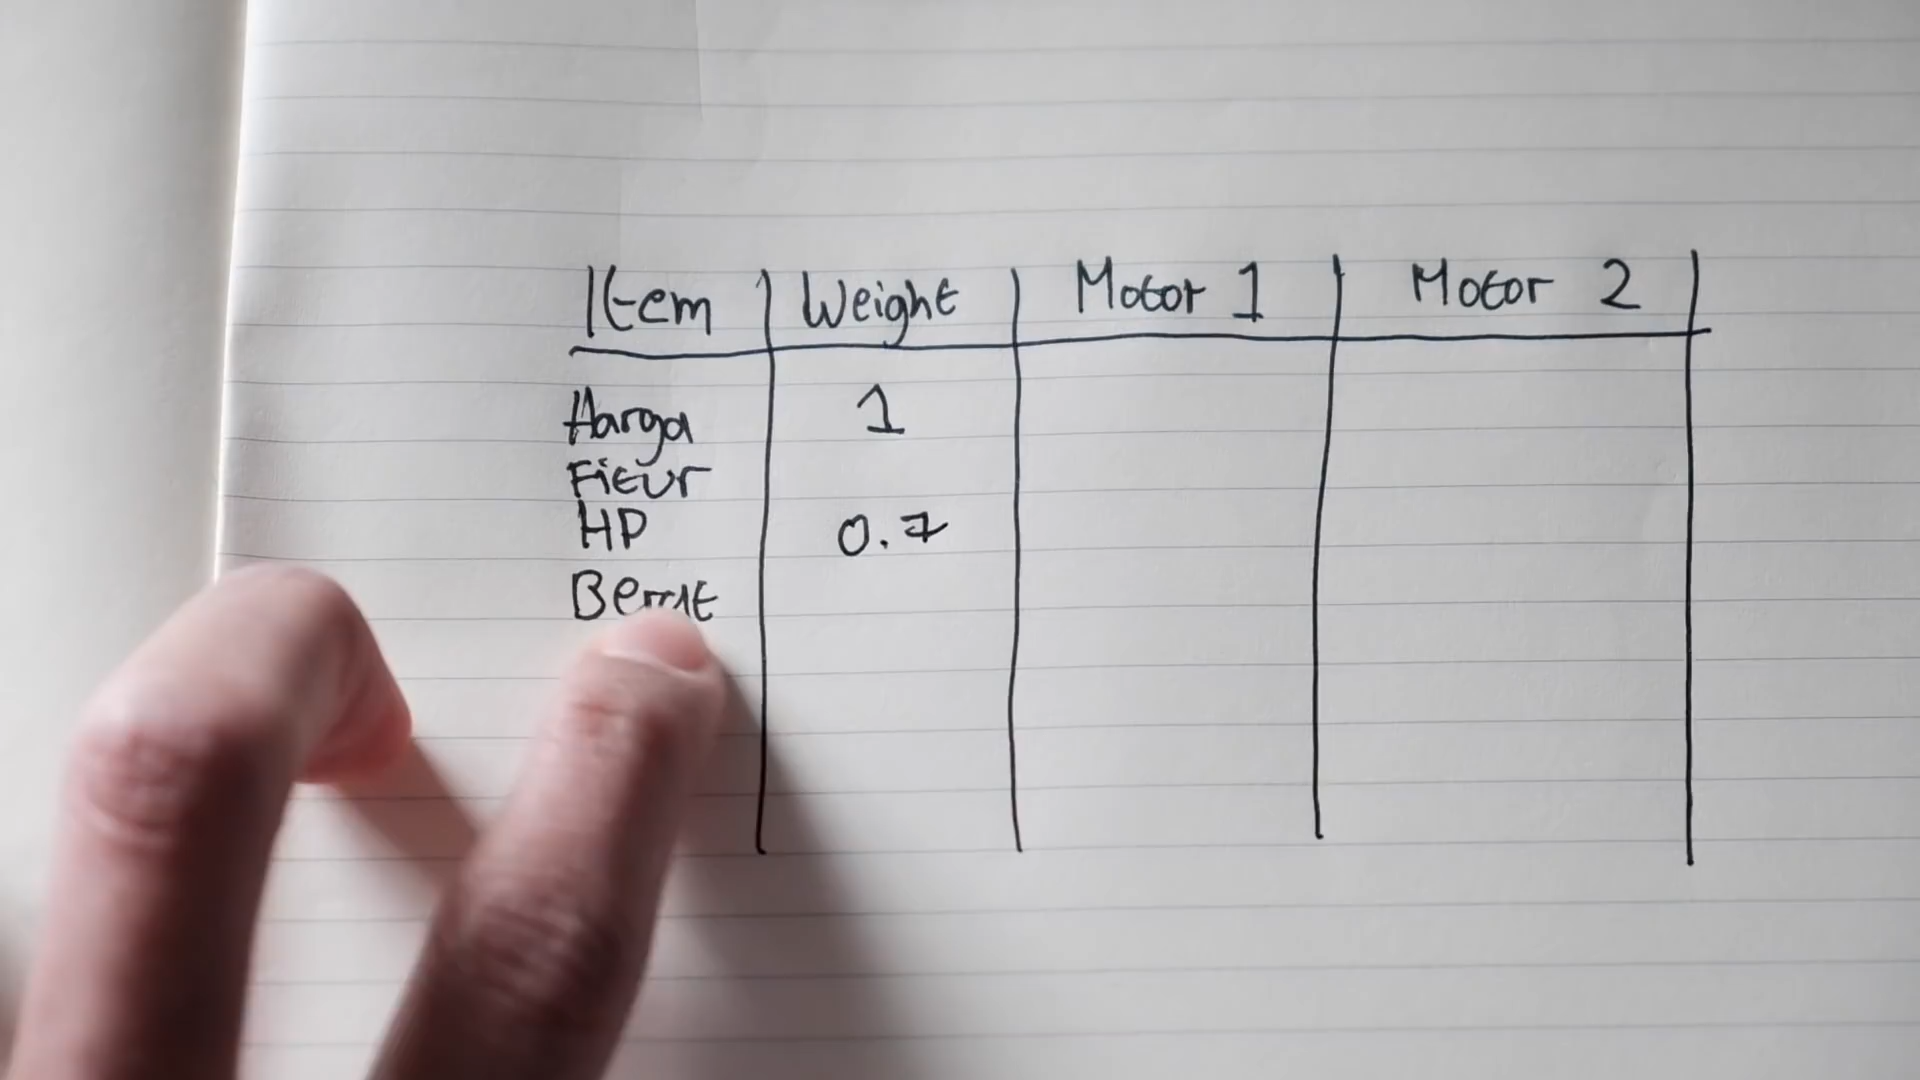 Item Weight Motor 1 Motor 2
Harga 1
Fitur
HP 0.7
Berat